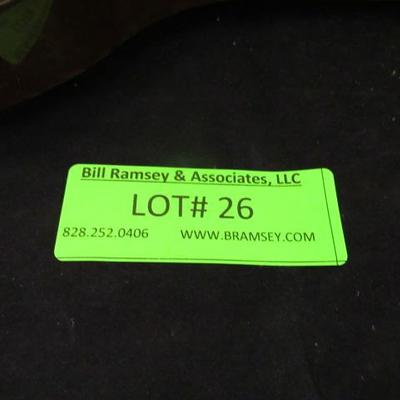 Bill Ramsey & Associates, LLC
LOT# 26
828.252.0406 WWW.BRAMSEY.COM